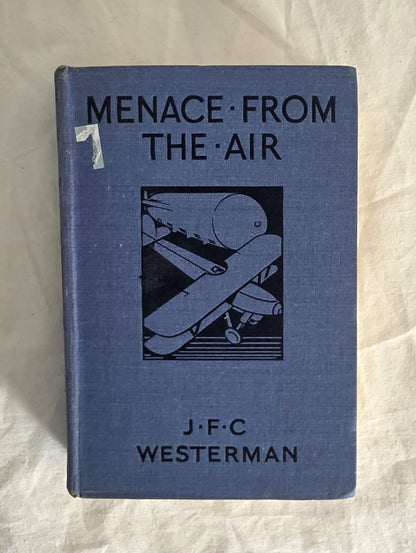 MENACE·FROM
THE·AIR
J·F·C
WESTERMAN